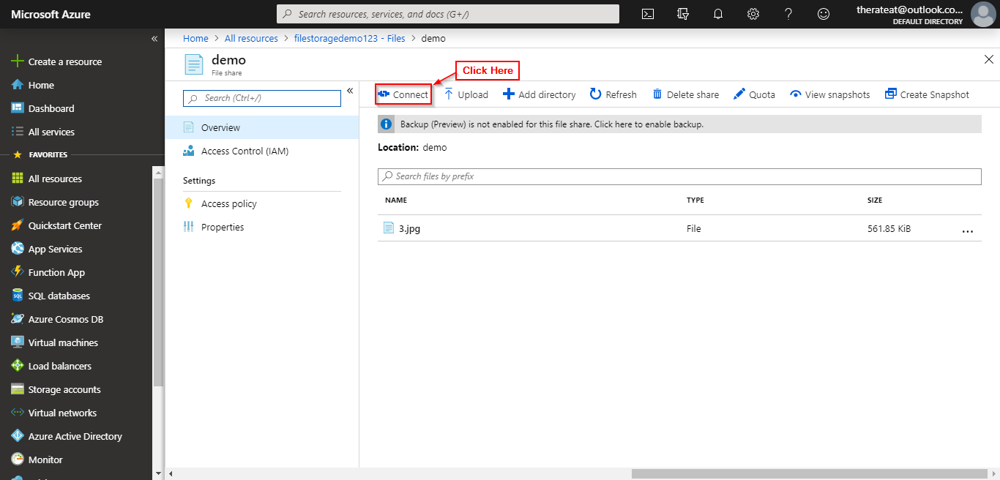 Microsoft Azure
Search resources, services, and docs (G+/)
therateat@outlook.co...
DEFAULT DIRECTORY
«
Create a resource
Home
Dashboard
All services
FAVORITES
All resources
Resource groups
Quickstart Center
App Services
Function App
SQL databases
Azure Cosmos DB
Virtual machines
Load balancers
Storage accounts
Virtual networks
Azure Active Directory
Monitor
Home > All resources > filestoragedemo123 - Files > demo
demo
File share
Search (Ctrl+/)
«
Overview
Access Control (IAM)
Settings
Access policy
Properties
Click Here
Connect Upload Add directory Refresh Delete share Quota View snapshots Create Snapshot
Backup (Preview) is not enabled for this file share. Click here to enable backup.
Location: demo
Search files by prefix
NAME TYPE SIZE
3.jpg File 561.85 KiB ...